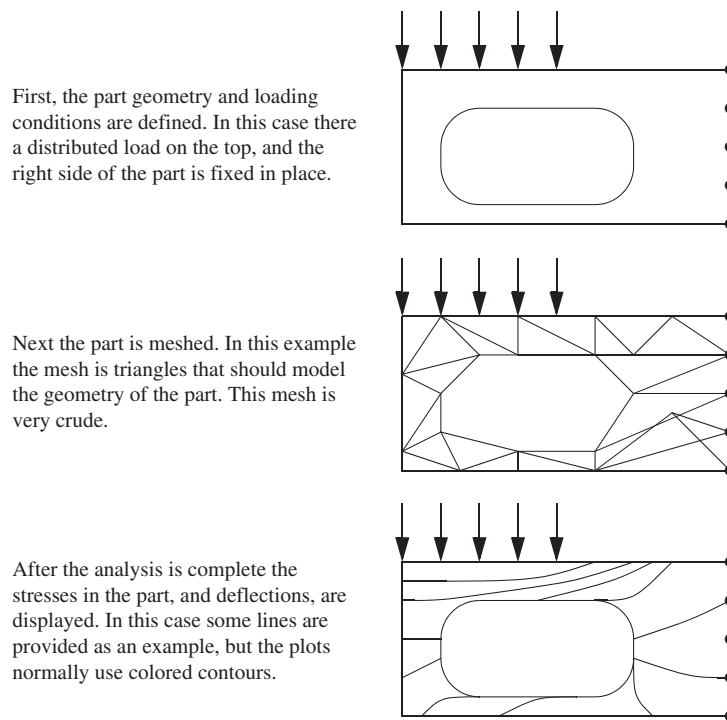 First, the part geometry and loading
conditions are defined. In this case there
a distributed load on the top, and the
right side of the part is fixed in place.
Next the part is meshed. In this example
the mesh is triangles that should model
the geometry of the part. This mesh is
very crude.
After the analysis is complete the
stresses in the part, and deflections, are
displayed. In this case some lines are
provided as an example, but the plots
normally use colored contours.